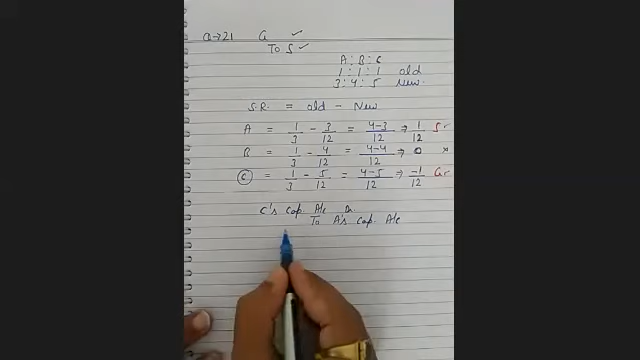 Q→21 G ✓
To S ✓
A : B : C
1 : 1 : 1 old
3 : 4 : 5 New.
S.R. = old - New
A = 1/3 - 3/12 = 4-3/12 → 1/12 Sr
B = 1/3 - 4/12 = 4-4/12 → 0 ×
C = 1/3 - 5/12 = 4-5/12 → -1/12 Gr
C's Cap. A/c Dr.
To A's Cap. A/c